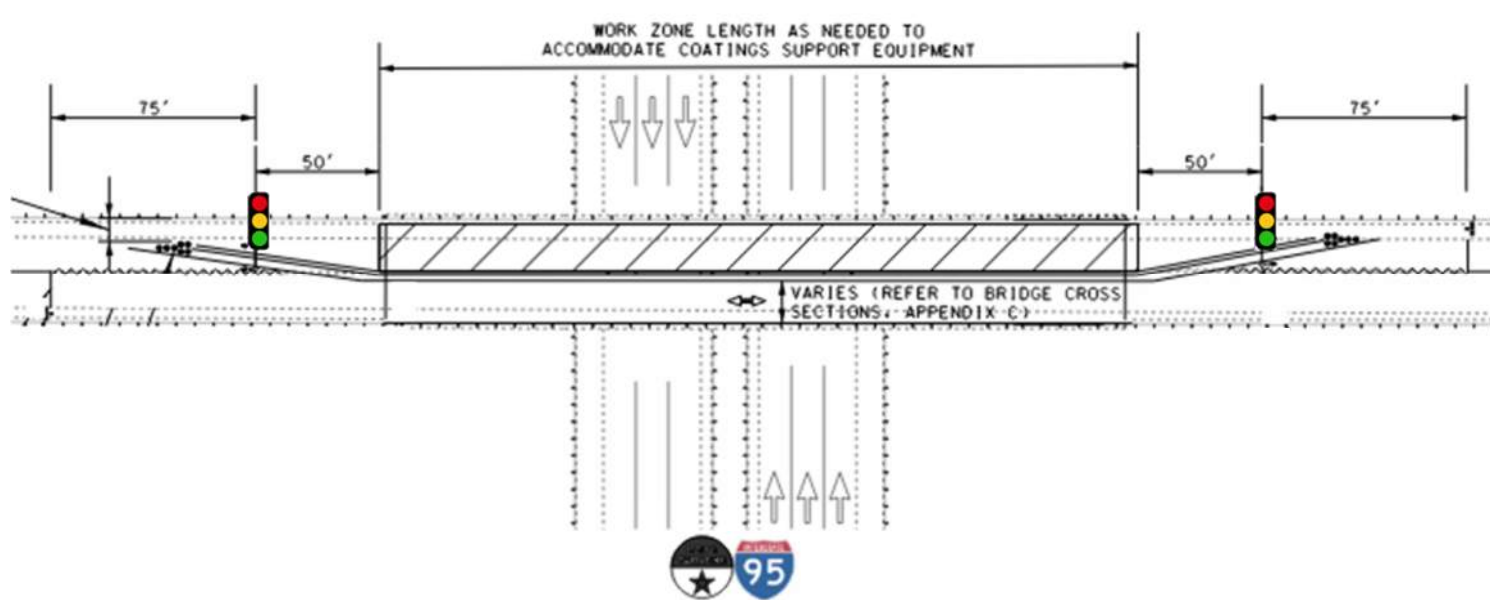 WORK ZONE LENGTH AS NEEDED TO
ACCOMMODATE COATINGS SUPPORT EQUIPMENT
75'
75'
50'
50'
VARIES (REFER TO BRIDGE CROSS
SECTIONS, APPENDIX C)
95